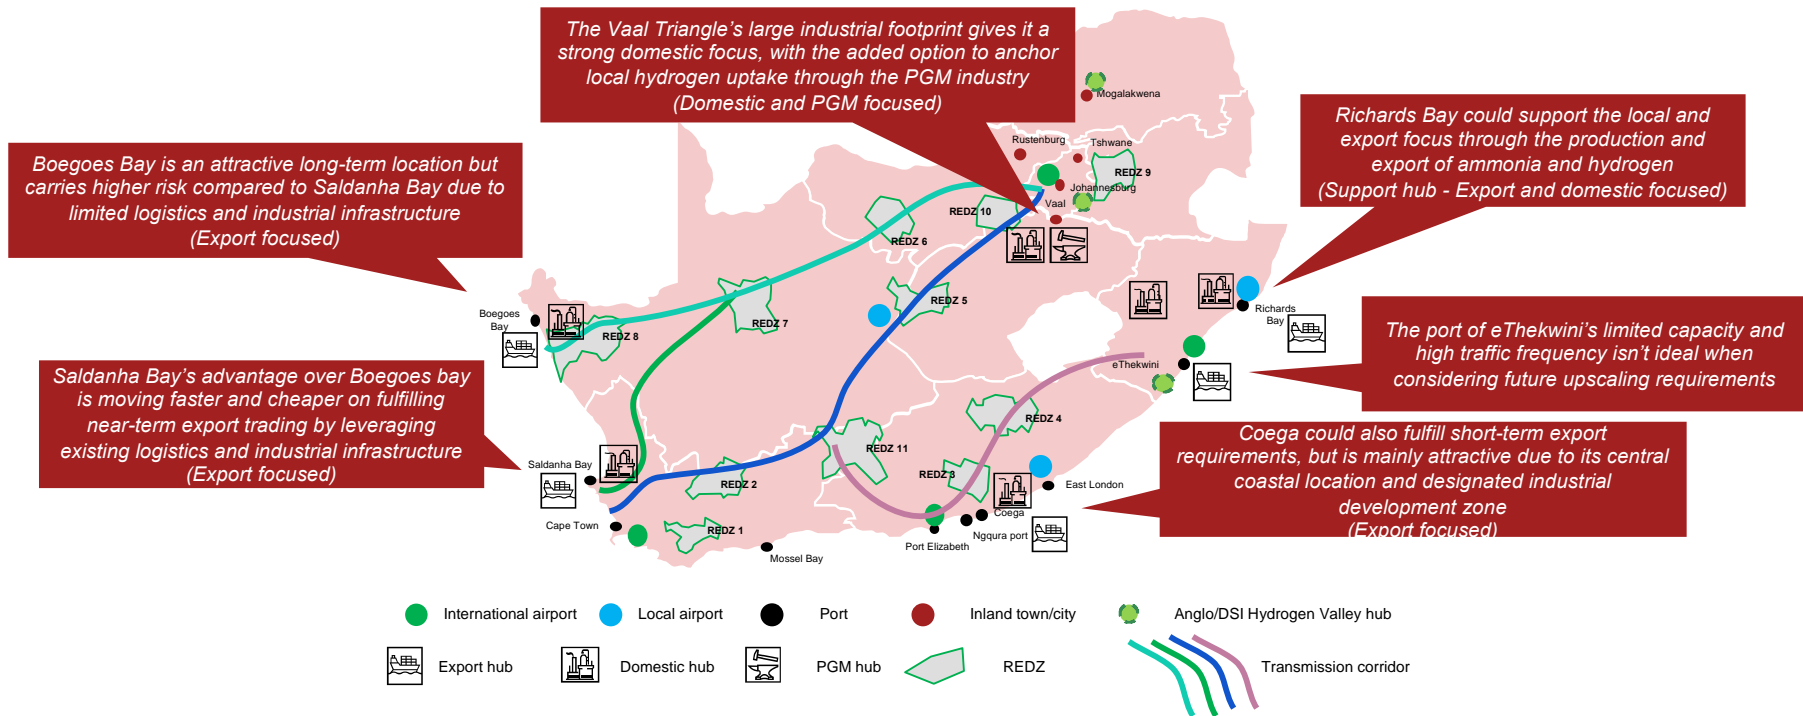 The Vaal Triangle's large industrial footprint gives it a
strong domestic focus, with the added option to anchor
local hydrogen uptake through the PGM industry
(Domestic and PGM focused)
Richards Bay could support the local and
export focus through the production and
export of ammonia and hydrogen
(Support hub - Export and domestic focused)
Boegoes Bay is an attractive long-term location but
carries higher risk compared to Saldanha Bay due to
limited logistics and industrial infrastructure
(Export focused)
The port of eThekwini's limited capacity and
high traffic frequency isn't ideal when
considering future upscaling requirements
Saldanha Bay's advantage over Boegoes bay
is moving faster and cheaper on fulfilling
near-term export trading by leveraging
existing logistics and industrial infrastructure
(Export focused)
Coega could also fulfill short-term export
requirements, but is mainly attractive due to its central
coastal location and designated industrial
development zone
(Export focused)
Mogalakwena
Rustenburg
Tshwane
REDZ 9
Johannesburg
Vaal
REDZ 10
REDZ 6
REDZ 5
REDZ 7
REDZ 8
Boegoes
Bay
Richards
Bay
eThekwini
REDZ 4
REDZ 11
REDZ 3
REDZ 2
REDZ 1
Saldanha Bay
Cape Town
Mossel Bay
Port Elizabeth
Ngqura port
Coega
East London
International airport
Local airport
Port
Inland town/city
Anglo/DSI Hydrogen Valley hub
Export hub
Domestic hub
PGM hub
REDZ
Transmission corridor